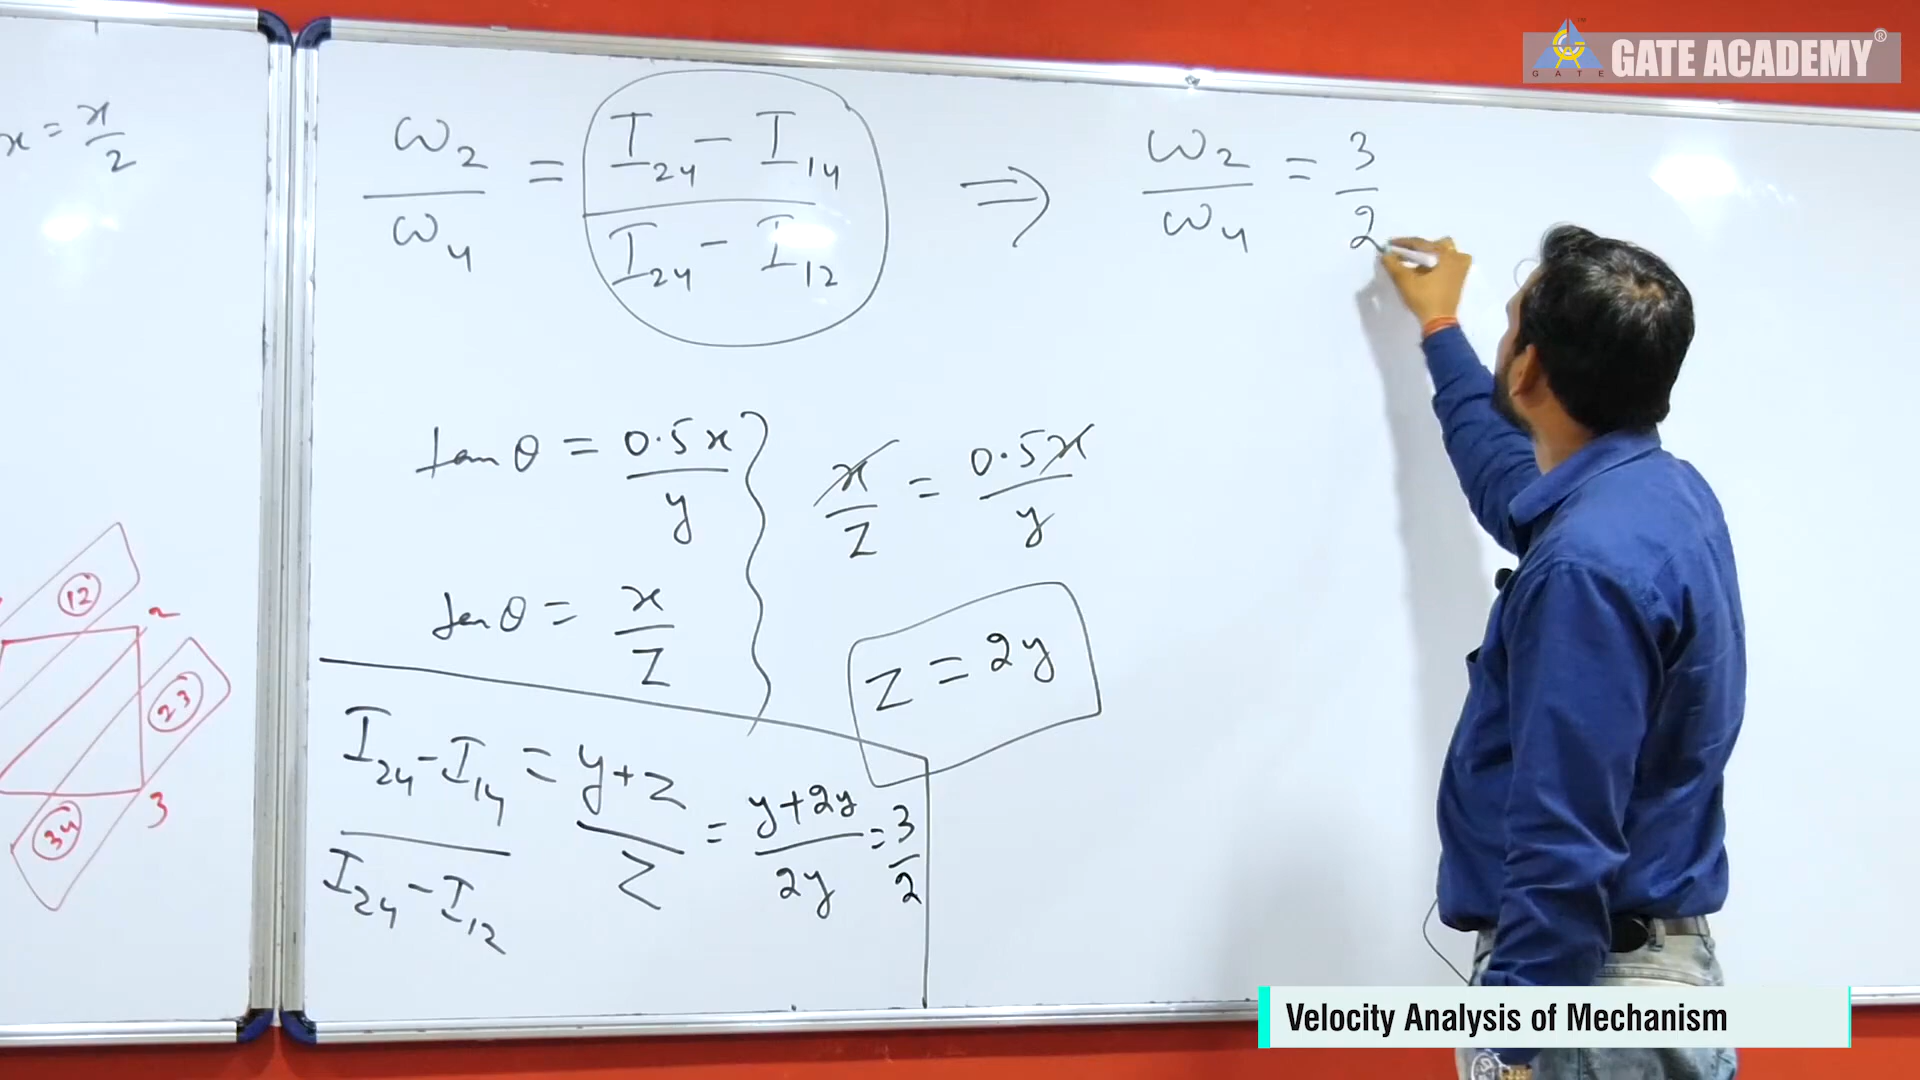 GATE ACADEMY®
GATE
x = x/2
ω2/ω4 = (I24 - I14)/(I24 - I12) ⇒ ω2/ω4 = 3/2
tan θ = 0.5x/y
x/z = 0.5x/y
tan θ = x/z
z = 2y
(I24-I14)/(I24-I12) = (y+z)/z = (y+2y)/2y = 3/2
12
2
23
34
3
Velocity Analysis of Mechanism